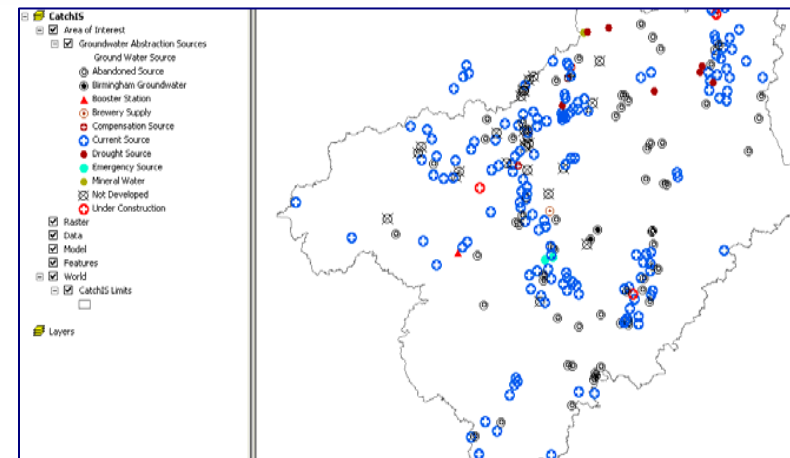 CatchIS
Area of Interest
Groundwater Abstraction Sources
Ground Water Source
Abandoned Source
Birmingham Groundwater
Booster Station
Brewery Supply
Compensation Source
Current Source
Drought Source
Emergency Source
Mineral Water
Not Developed
Under Construction
Raster
Data
Model
Features
World
CatchIS Limits
Layers